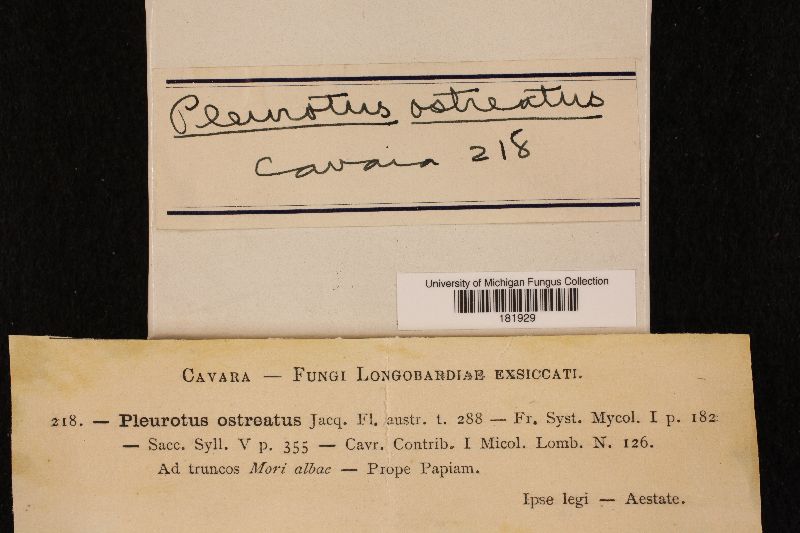 Pleurotus ostreatus
Cavara 218
University of Michigan Fungus Collection
181929
CAVARA — FUNGI LONGOBARDIAE EXSICCATI.
218. — Pleurotus ostreatus Jacq. Fl. austr. t. 288 — Fr. Syst. Mycol. I p. 182
— Sacc. Syll. V p. 355 — Cavr. Contrib. I Micol. Lomb. N. 126.
Ad truncos Mori albae — Prope Papiam.
Ipse legi — Aestate.